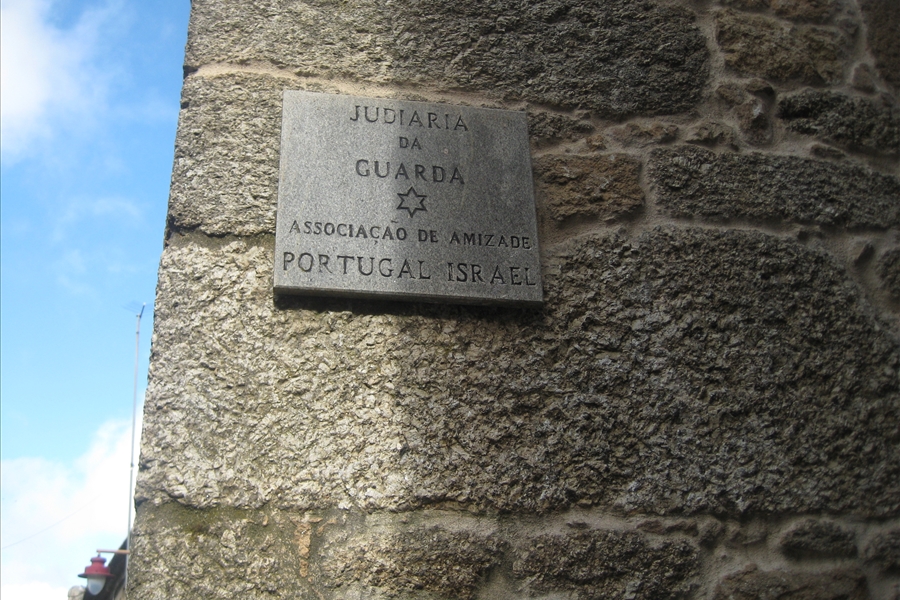 JUDIARIA
DA
GUARDA
ASSOCIAÇÃO DE AMIZADE
PORTUGAL ISRAEL